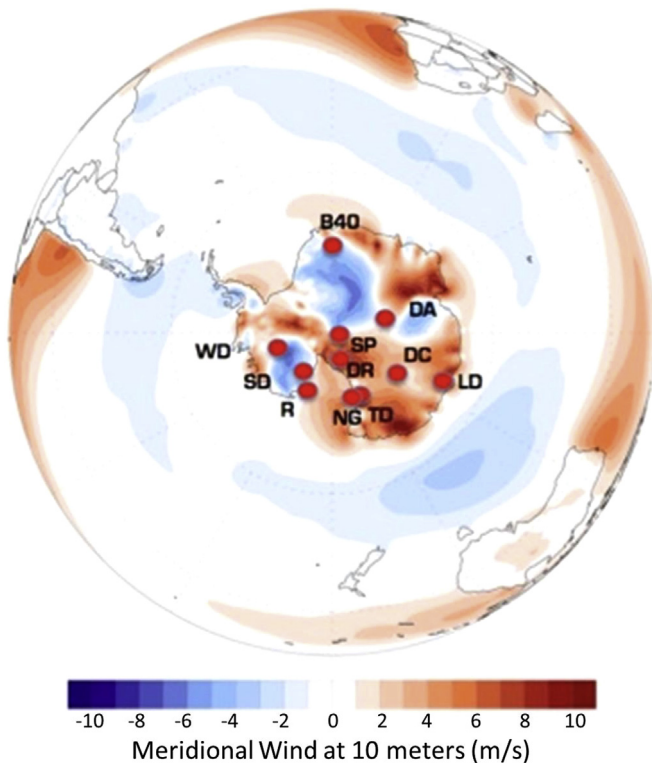 B40
DA
SP
WD
DC
DR
SD
LD
R
NG
TD
-10 -8 -6 -4 -2 0 2 4 6 8 10
Meridional Wind at 10 meters (m/s)